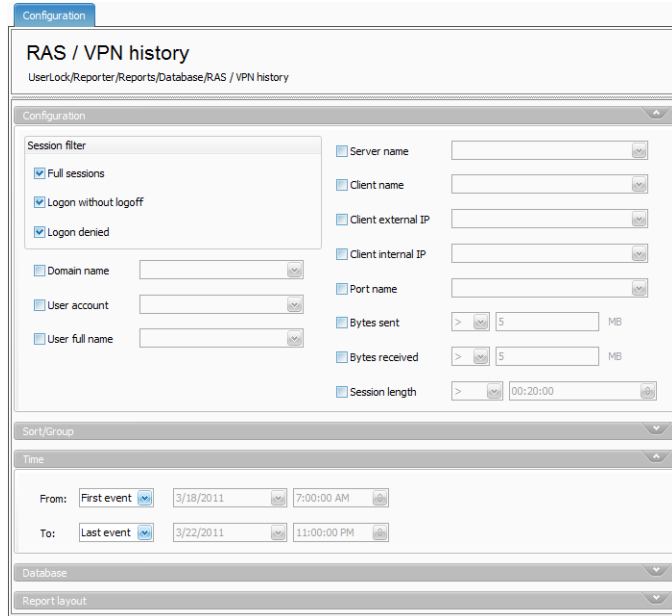 Configuration
RAS / VPN history
UserLock/Reporter/Reports/Database/RAS / VPN history
Configuration
Session filter
Full sessions
Logon without logoff
Logon denied
Domain name
User account
User full name
Server name
Client name
Client external IP
Client internal IP
Port name
Bytes sent > 5 MB
Bytes received > 5 MB
Session length > 00:20:00
Sort/Group
Time
From: First event 3/18/2011 7:00:00 AM
To: Last event 3/22/2011 11:00:00 PM
Database
Report layout